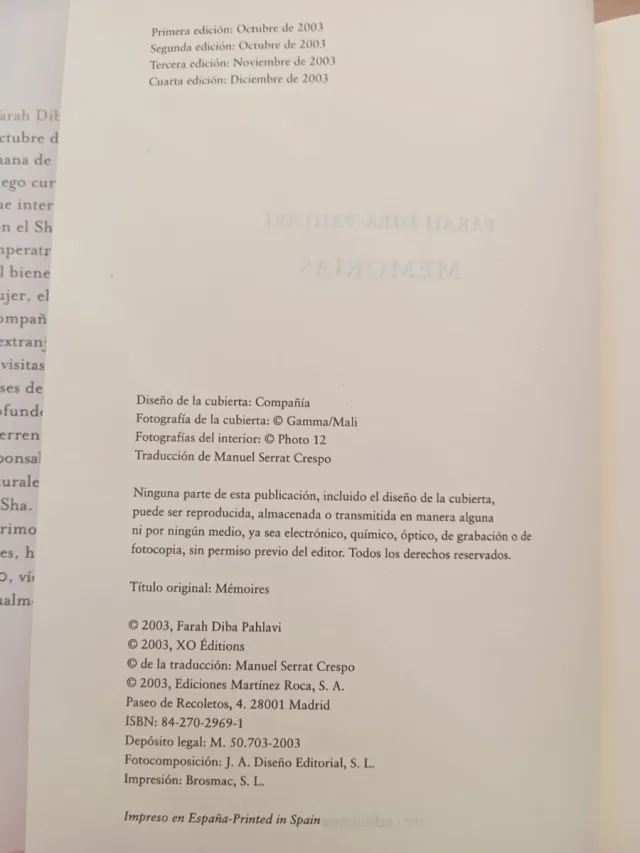 Primera edición: Octubre de 2003
Segunda edición: Octubre de 2003
Tercera edición: Noviembre de 2003
Cuarta edición: Diciembre de 2003
FARAH DIBA PAHLAVI
MEMORIAS
Diseño de la cubierta: Compañía
Fotografía de la cubierta: © Gamma/Mali
Fotografías del interior: © Photo 12
Traducción de Manuel Serrat Crespo
Ninguna parte de esta publicación, incluido el diseño de la cubierta,
puede ser reproducida, almacenada o transmitida en manera alguna
ni por ningún medio, ya sea electrónico, químico, óptico, de grabación o de
fotocopia, sin permiso previo del editor. Todos los derechos reservados.
Título original: Mémoires
© 2003, Farah Diba Pahlavi
© 2003, XO Éditions
© de la traducción: Manuel Serrat Crespo
© 2003, Ediciones Martínez Roca, S. A.
Paseo de Recoletos, 4. 28001 Madrid
ISBN: 84-270-2969-1
Depósito legal: M. 50.703-2003
Fotocomposición: J. A. Diseño Editorial, S. L.
Impresión: Brosmac, S. L.
Impreso en España-Printed in Spain